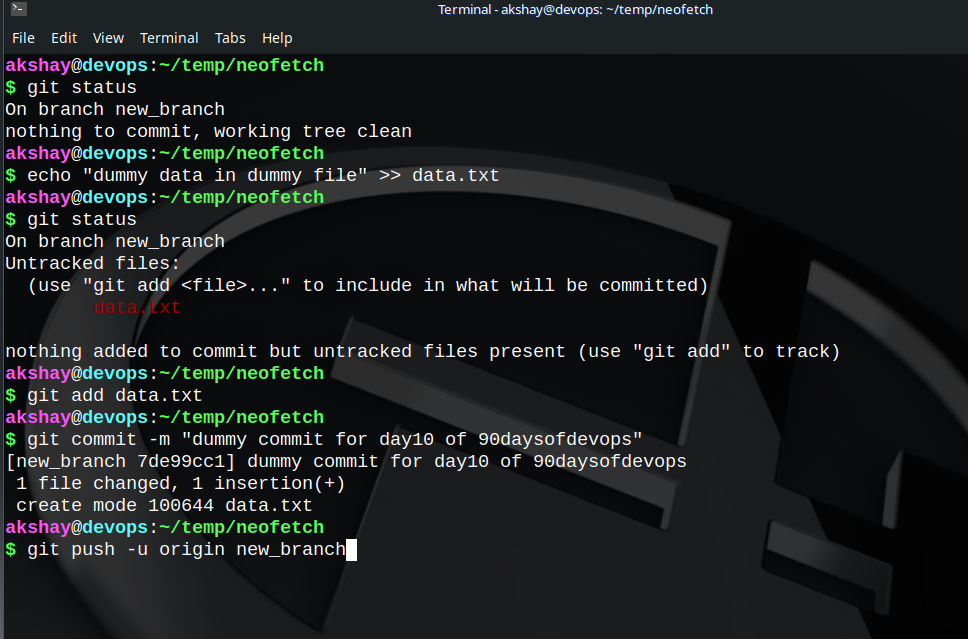 Terminal - akshay@devops: ~/temp/neofetch
File Edit View Terminal Tabs Help
akshay@devops:~/temp/neofetch
$ git status
On branch new_branch
nothing to commit, working tree clean
akshay@devops:~/temp/neofetch
$ echo "dummy data in dummy file" >> data.txt
akshay@devops:~/temp/neofetch
$ git status
On branch new_branch
Untracked files:
  (use "git add <file>..." to include in what will be committed)
        data.txt

nothing added to commit but untracked files present (use "git add" to track)
akshay@devops:~/temp/neofetch
$ git add data.txt
akshay@devops:~/temp/neofetch
$ git commit -m "dummy commit for day10 of 90daysofdevops"
[new_branch 7de99cc1] dummy commit for day10 of 90daysofdevops
 1 file changed, 1 insertion(+)
 create mode 100644 data.txt
akshay@devops:~/temp/neofetch
$ git push -u origin new_branch